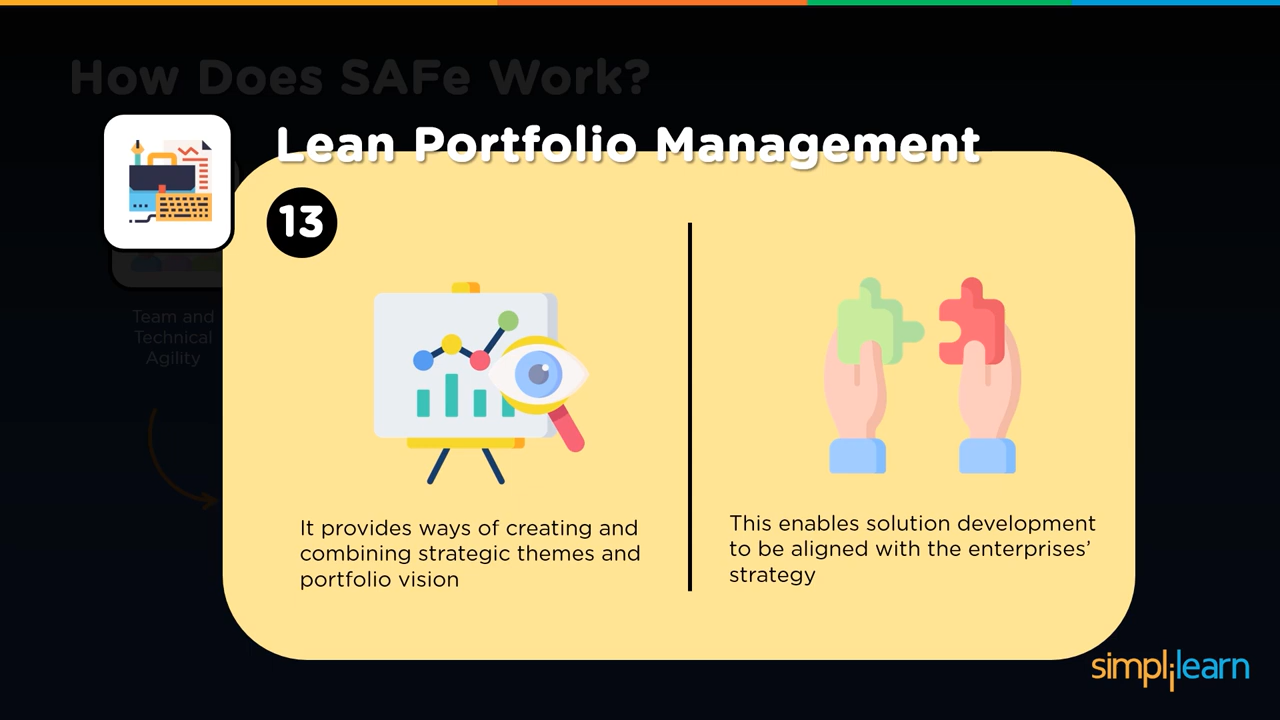 How Does SAFe Work?
Lean Portfolio Management
13
Team and
Technical
Agility
It provides ways of creating and
combining strategic themes and
portfolio vision
This enables solution development
to be aligned with the enterprises’
strategy
simplilearn